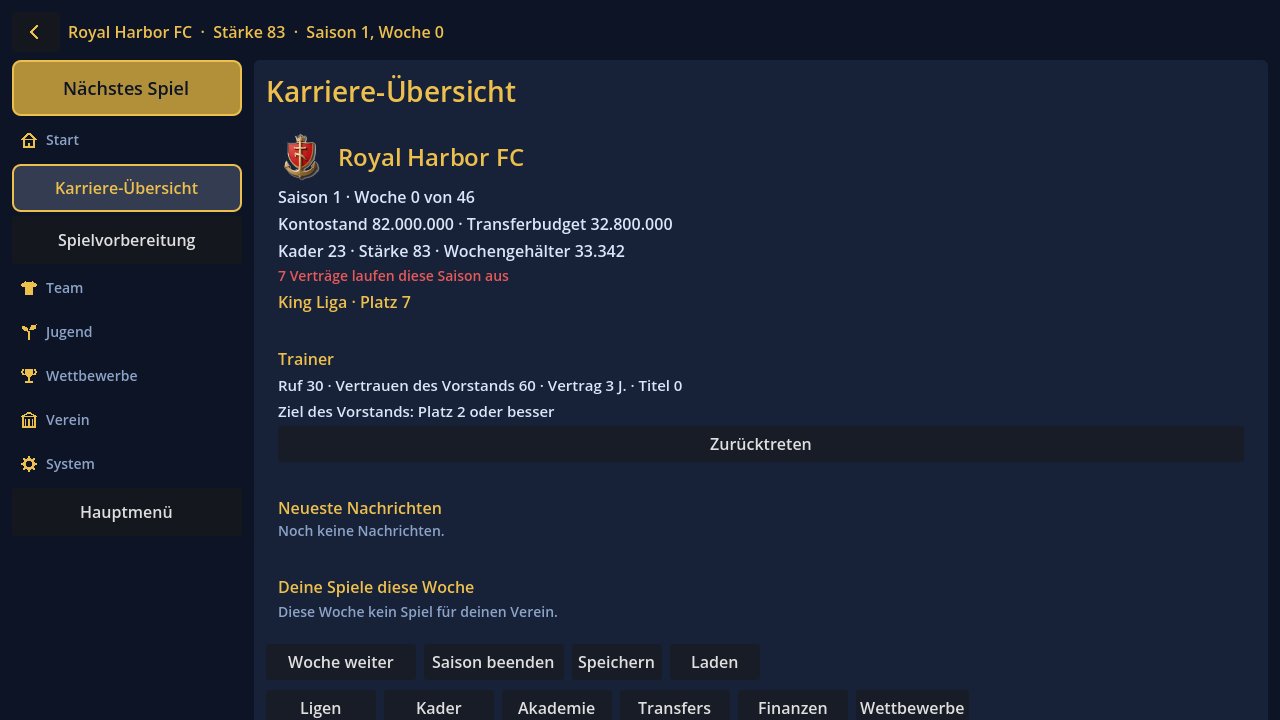 Royal Harbor FC · Stärke 83 · Saison 1, Woche 0
Nächstes Spiel
Start
Karriere-Übersicht
Spielvorbereitung
Team
Jugend
Wettbewerbe
Verein
System
Hauptmenü
Karriere-Übersicht
Royal Harbor FC
Saison 1 · Woche 0 von 46
Kontostand 82.000.000 · Transferbudget 32.800.000
Kader 23 · Stärke 83 · Wochengehälter 33.342
7 Verträge laufen diese Saison aus
King Liga · Platz 7
Trainer
Ruf 30 · Vertrauen des Vorstands 60 · Vertrag 3 J. · Titel 0
Ziel des Vorstands: Platz 2 oder besser
Zurücktreten
Neueste Nachrichten
Noch keine Nachrichten.
Deine Spiele diese Woche
Diese Woche kein Spiel für deinen Verein.
Woche weiter Saison beenden Speichern Laden
Ligen Kader Akademie Transfers Finanzen Wettbewerbe